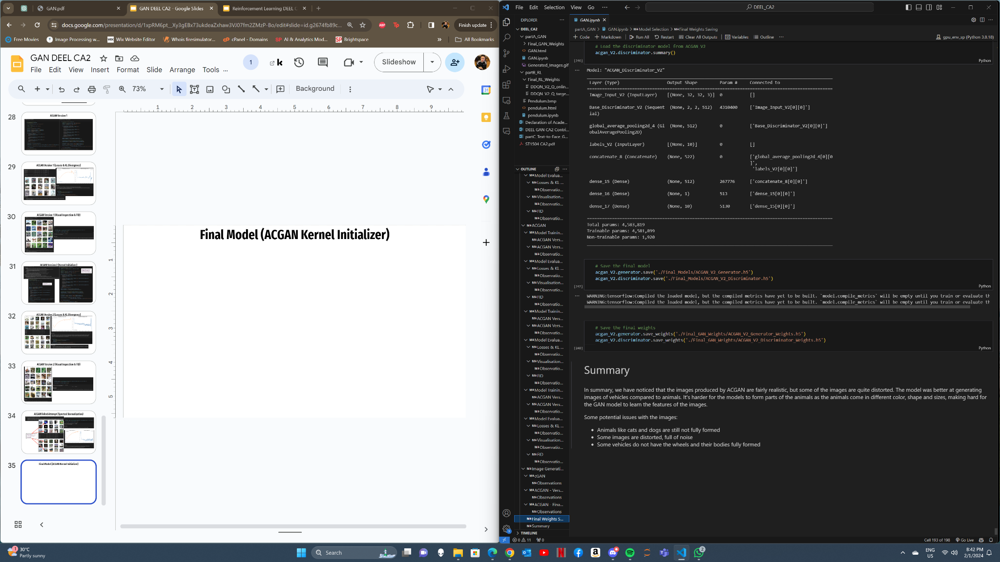 GAN.pdf
GAN DEEL CA2 - Google Slides
Reinforcement Learning DEEL C
docs.google.com/presentation/d/1xpRM6pt__Xy3gEBx73ukdeaZxhaw3VJ07fm2ZMzP-Bo/edit#slide=id.g2674fb89c...
Finish update
Free Movies
Image Processing w...
Wix Website Editor
Whois firesimulator...
cPanel - Domains
AI & Analytics Mod...
Brightspace
All Bookmarks
GAN DEEL CA2
File Edit View Insert Format Slide Arrange Tools ...
1
Slideshow
73%
Background
1 2 3 4 5 6 7 8 9
28
ACGAN Version 1
29
ACGAN Version 1 (Losses & KL Divergence)
30
ACGAN Version 1 (Visual Inspection & FID)
31
ACGAN Version 2 (Kernel Initializer)
32
ACGAN Version 2 (Losses & KL Divergence)
33
ACGAN Version 2 (Visual Inspection & FID)
34
ACGAN Failed Attempt (Spectral Normalization)
35
Final Model (ACGAN Kernel Initializer)
1
2
3
4
5
Final Model (ACGAN Kernel Initializer)
File Edit Selection View Go ...
DEEL_CA2
EXPLORER
DEEL_CA2
partA_GAN
Final_GAN_Weights
GAN.html
GAN.ipynb
Generated_Images.gif
partB_RL
Final_RL_Weights
DDQN_V2_Q_onlin...
DDQN_V2_Q_targe...
Pendulum.bmp
pendulum.html
pendulum.ipynb
Declaration of Acade...
DEEL GAN CA2 Contri...
partC_Text-to-Face_G...
ST1504 CA2.pdf
OUTLINE
Model Evalua...
Losses & KL ...
Observatio...
Visualisation...
Observatio...
FID
Observatio...
ACGAN
Model Trainin...
ACGAN Vers...
ACGAN Vers...
Observatio...
Model Evalua...
Losses & KL ...
Observatio...
Visualisation...
Observatio...
FID
Observatio...
Model Trainin...
ACGAN Vers...
ACGAN Vers...
Observatio...
Model Evalua...
Losses & KL ...
Observatio...
Visualisation...
Observatio...
FID
Observatio...
Model Trainin...
ACGAN Vers...
ACGAN Vers...
Observatio...
Model Evalua...
Losses & KL ...
Observatio...
Visualisation...
Observatio...
FID
Observatio...
Image Generati...
cGAN
Observations
ACGAN - Vers...
Observations
ACGAN - Fina...
Observations
Final Weights S...
Summary
TIMELINE
GAN.ipynb
partA_GAN > GAN.ipynb > Model Selection > Final Weights Saving
+ Code + Markdown Run All Restart Clear All Outputs Variables Outline ... gpu_env_sp (Python 3.8.18)
# Load the discriminator model from ACGAN V2
acgan_V2.discriminator.summary()
[246] Python
Model: "ACGAN_Discriminator_V2"
Layer (type) Output Shape Param # Connected to
Image_Input_V2 (InputLayer) [(None, 32, 32, 3)] 0 []
Base_Discriminator_V2 (Sequent (None, 2, 2, 512) 4310400 ['Image_Input_V2[0][0]']
ial)
global_average_pooling2d_4 (Gl (None, 512) 0 ['Base_Discriminator_V2[0][0]']
obalAveragePooling2D)
labels_V2 (InputLayer) [(None, 10)] 0 []
concatenate_8 (Concatenate) (None, 522) 0 ['global_average_pooling2d_4[0][0
]',
'labels_V2[0][0]']
dense_15 (Dense) (None, 512) 267776 ['concatenate_8[0][0]']
dense_16 (Dense) (None, 1) 513 ['dense_15[0][0]']
dense_17 (Dense) (None, 10) 5130 ['dense_15[0][0]']
Total params: 4,583,819
Trainable params: 4,581,899
Non-trainable params: 1,920
# Save the final model
acgan_V2.generator.save('./Final_Models/ACGAN_V2_Generator.h5')
acgan_V2.discriminator.save('./Final_Models/ACGAN_V2_Discriminator.h5')
[247] Python
WARNING:tensorflow:Compiled the loaded model, but the compiled metrics have yet to be built. `model.compile_metrics` will be empty until you train or evaluate th
WARNING:tensorflow:Compiled the loaded model, but the compiled metrics have yet to be built. `model.compile_metrics` will be empty until you train or evaluate th
# Save the final weights
acgan_V2.generator.save_weights('./Final_GAN_Weights/ACGAN_V2_Generator_Weights.h5')
acgan_V2.discriminator.save_weights('./Final_GAN_Weights/ACGAN_V2_Discriminator_Weights.h5')
[248] Python
Summary
In summary, we have noticed that the images produced by ACGAN are fairly realistic, but some of the images are quite distorted. The model was better at generating
images of vehicles compared to animals. It's harder for the models to form parts of the animals as the animals come in different color, shape and sizes, making hard for
the GAN model to learn the features of the images.
Some potential issues with the images:
• Animals like cats and dogs are still not fully formed
• Some images are distorted, full of noise
• Some vehicles do not have the wheels and their bodies fully formed
0 11 0
Cell 193 of 198 Go Live
30°C
Partly sunny
Search
ENG
US
8:42 PM
2/1/2024